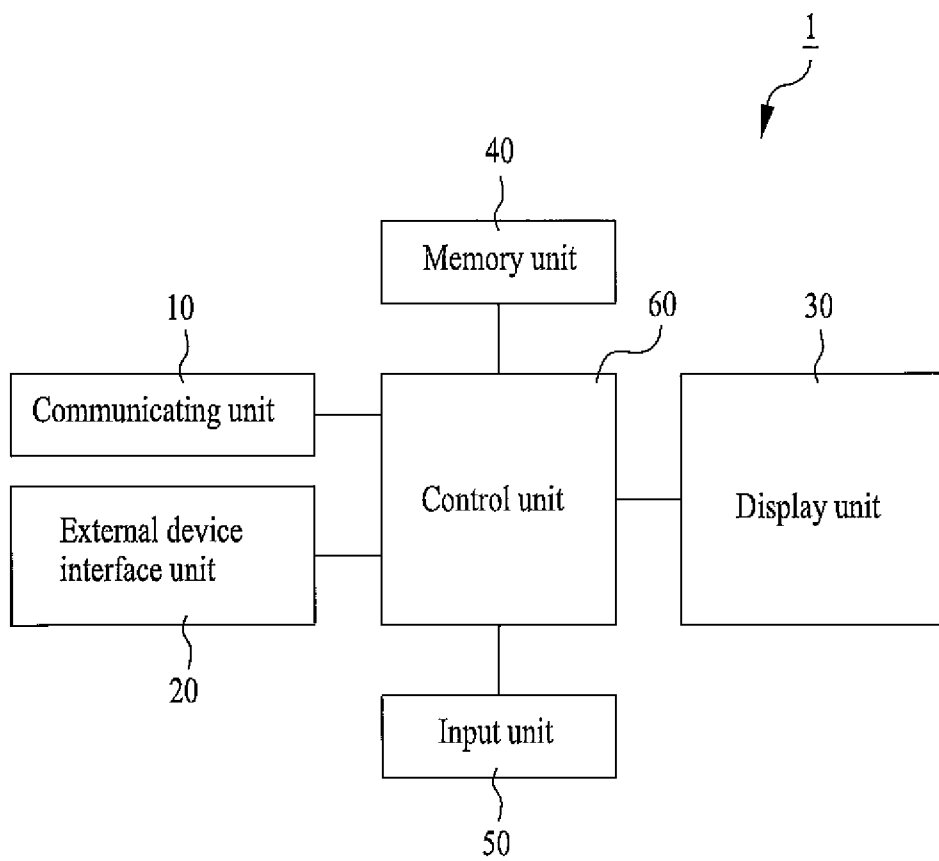 1
40
Memory unit
10
60
30
Communicating unit
Control unit
Display unit
External device
interface unit
20
Input unit
50